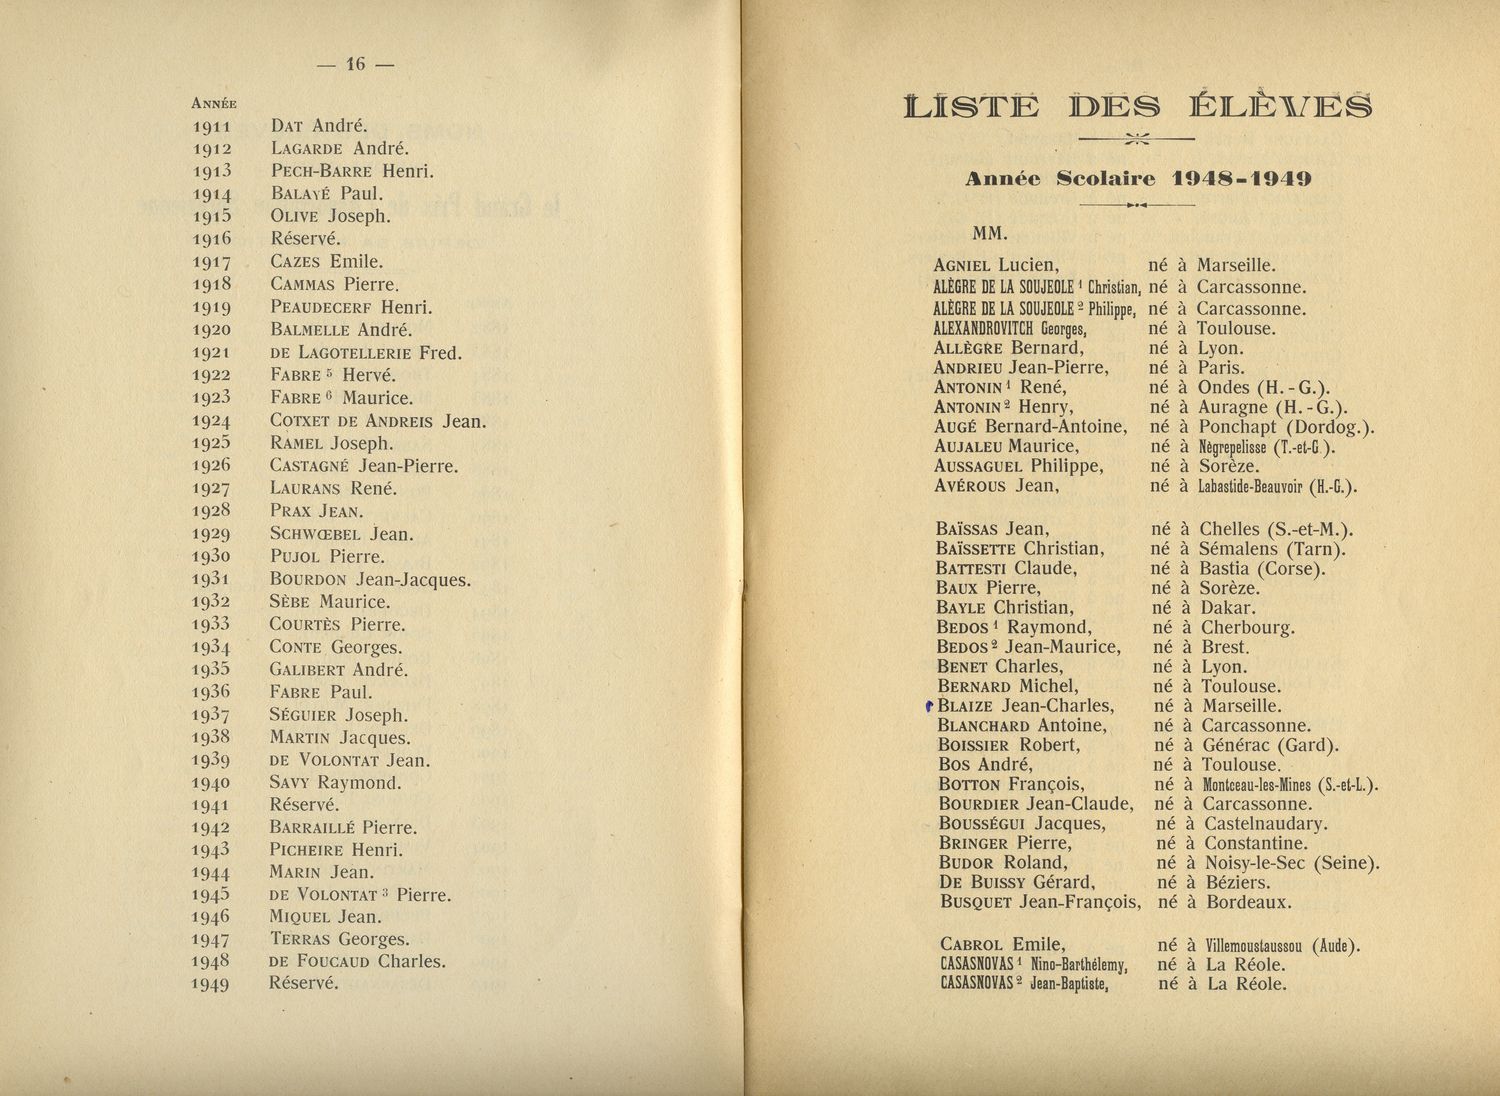 — 16 —
Année
1911 Dat André.
1912 Lagarde André.
1913 Pech-Barre Henri.
1914 Balayé Paul.
1915 Olive Joseph.
1916 Réservé.
1917 Cazes Emile.
1918 Cammas Pierre.
1919 Peaudecerf Henri.
1920 Balmelle André.
1921 de Lagotellerie Fred.
1922 Fabre 5 Hervé.
1923 Fabre 6 Maurice.
1924 Cotxet de Andreis Jean.
1925 Ramel Joseph.
1926 Castagné Jean-Pierre.
1927 Laurans René.
1928 Prax Jean.
1929 Schwœbel Jean.
1930 Pujol Pierre.
1931 Bourdon Jean-Jacques.
1932 Sèbe Maurice.
1933 Courtès Pierre.
1934 Conte Georges.
1935 Galibert André.
1936 Fabre Paul.
1937 Séguier Joseph.
1938 Martin Jacques.
1939 de Volontat Jean.
1940 Savy Raymond.
1941 Réservé.
1942 Barraillé Pierre.
1943 Picheire Henri.
1944 Marin Jean.
1945 de Volontat 3 Pierre.
1946 Miquel Jean.
1947 Terras Georges.
1948 de Foucaud Charles.
1949 Réservé.
LISTE DES ÉLÈVES
Année Scolaire 1948-1949
MM.
Agniel Lucien, né à Marseille.
ALÈGRE DE LA SOUJEOLE 1 Christian, né à Carcassonne.
ALÈGRE DE LA SOUJEOLE 2 Philippe, né à Carcassonne.
ALEXANDROVITCH Georges, né à Toulouse.
Allègre Bernard, né à Lyon.
Andrieu Jean-Pierre, né à Paris.
Antonin 1 René, né à Ondes (H.-G.).
Antonin 2 Henry, né à Auragne (H.-G.).
Augé Bernard-Antoine, né à Ponchapt (Dordog.).
Aujaleu Maurice, né à Nègrepelisse (T.-et-G.).
Aussaguel Philippe, né à Sorèze.
Avérous Jean, né à Labastide-Beauvoir (H.-G.).
Baïssas Jean, né à Chelles (S.-et-M.).
Baïssette Christian, né à Sémalens (Tarn).
Battesti Claude, né à Bastia (Corse).
Baux Pierre, né à Sorèze.
Bayle Christian, né à Dakar.
Bedos 1 Raymond, né à Cherbourg.
Bedos 2 Jean-Maurice, né à Brest.
Benet Charles, né à Lyon.
Bernard Michel, né à Toulouse.
Blaize Jean-Charles, né à Marseille.
Blanchard Antoine, né à Carcassonne.
Boissier Robert, né à Générac (Gard).
Bos André, né à Toulouse.
Botton François, né à Montceau-les-Mines (S.-et-L.).
Bourdier Jean-Claude, né à Carcassonne.
Bousségui Jacques, né à Castelnaudary.
Bringer Pierre, né à Constantine.
Budor Roland, né à Noisy-le-Sec (Seine).
De Buissy Gérard, né à Béziers.
Busquet Jean-François, né à Bordeaux.
Cabrol Emile, né à Villemoustaussou (Aude).
CASASNOVAS 1 Nino-Barthélemy, né à La Réole.
CASASNOVAS 2 Jean-Baptiste, né à La Réole.